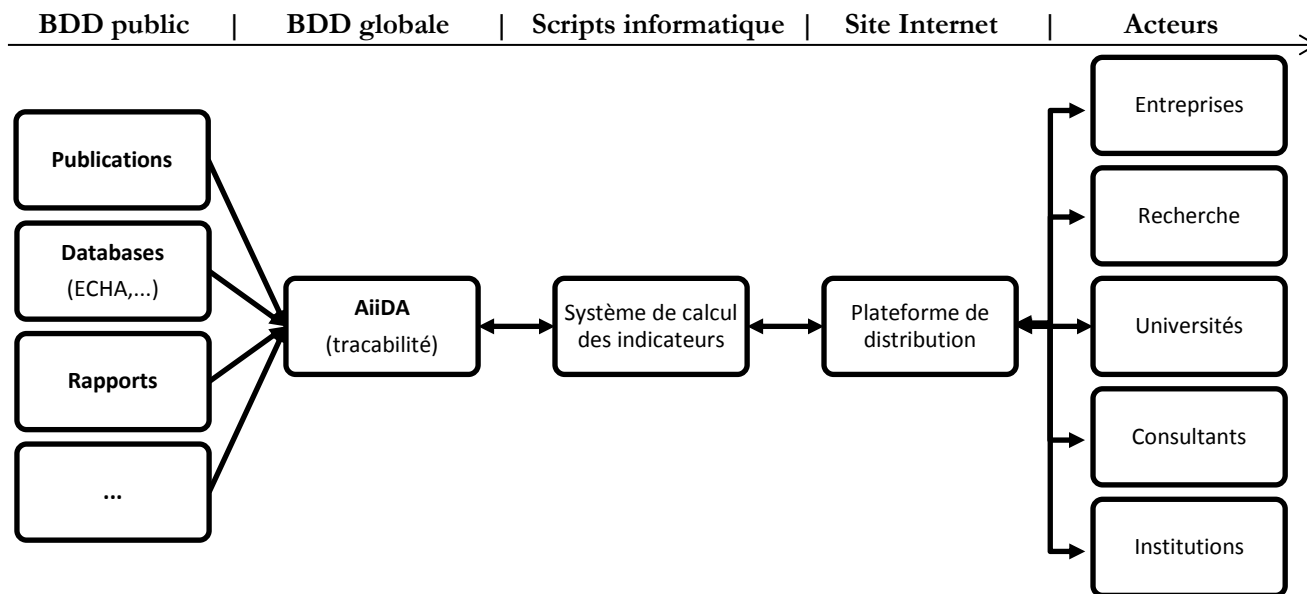 BDD public | BDD globale | Scripts informatique | Site Internet | Acteurs
Publications
Databases
(ECHA,...)
Rapports
...
AiiDA
(tracabilité)
Système de calcul
des indicateurs
Plateforme de
distribution
Entreprises
Recherche
Universités
Consultants
Institutions